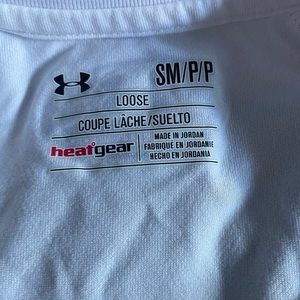 SM/P/P
LOOSE
COUPE LÂCHE/SUELTO
heatgear
MADE IN JORDAN
FABRIQUÉ EN JORDANIE
HECHO EN JORDANIA